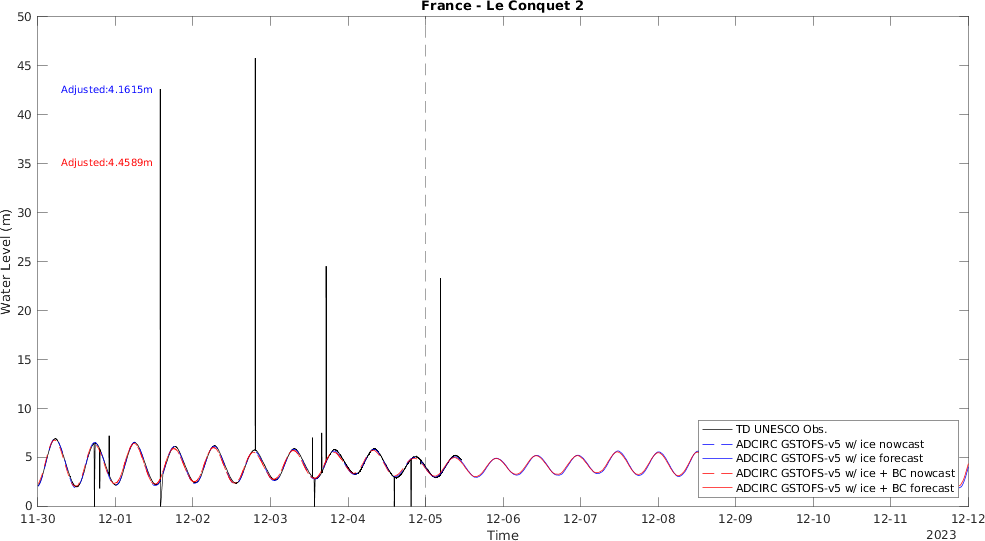 France - Le Conquet 2
50
45
40
35
30
25
20
15
10
5
0
Water Level (m)
Adjusted:4.1615m
Adjusted:4.4589m
TD UNESCO Obs.
ADCIRC GSTOFS-v5 w/ ice nowcast
ADCIRC GSTOFS-v5 w/ ice forecast
ADCIRC GSTOFS-v5 w/ ice + BC nowcast
ADCIRC GSTOFS-v5 w/ ice + BC forecast
11-30 12-01 12-02 12-03 12-04 12-05 12-06 12-07 12-08 12-09 12-10 12-11 12-12
Time
2023